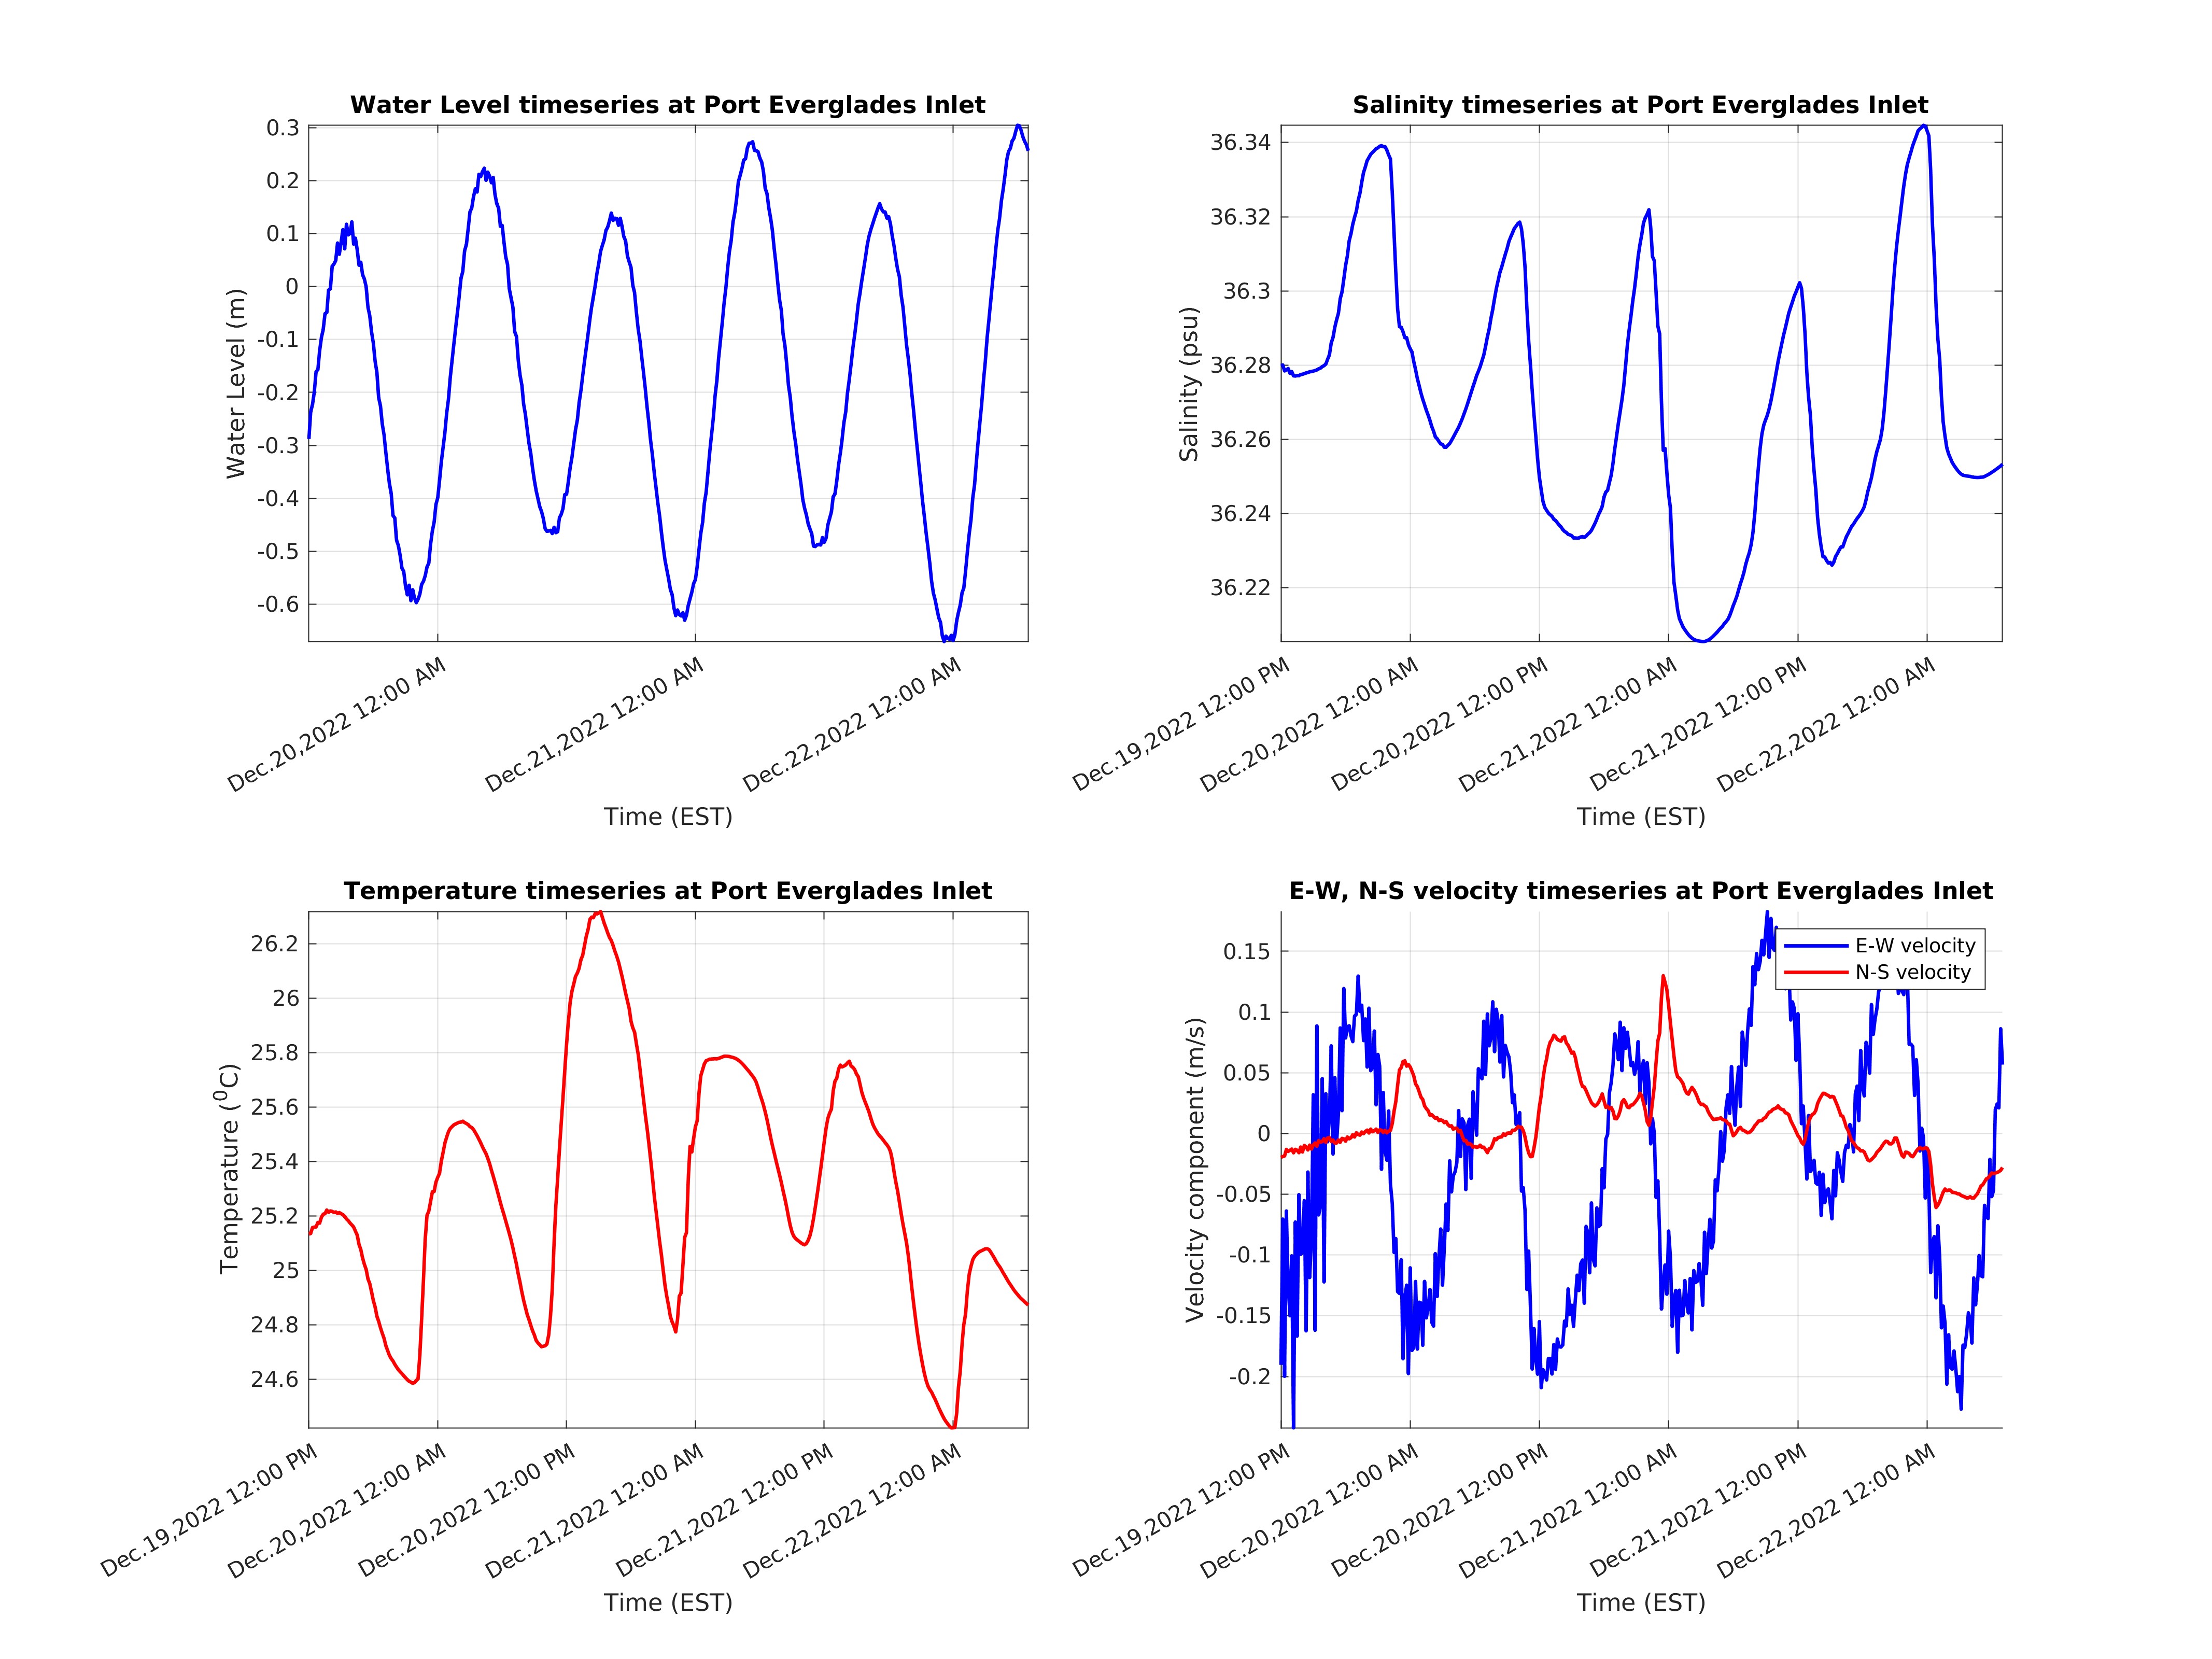 Water Level timeseries at Port Everglades Inlet
0.3
0.2
0.1
0
-0.1
-0.2
-0.3
-0.4
-0.5
-0.6
Water Level (m)
Dec.20,2022 12:00 AM
Dec.21,2022 12:00 AM
Dec.22,2022 12:00 AM
Time (EST)
Salinity timeseries at Port Everglades Inlet
36.34
36.32
36.3
36.28
36.26
36.24
36.22
Salinity (psu)
Dec.19,2022 12:00 PM
Dec.20,2022 12:00 AM
Dec.20,2022 12:00 PM
Dec.21,2022 12:00 AM
Dec.21,2022 12:00 PM
Dec.22,2022 12:00 AM
Time (EST)
Temperature timeseries at Port Everglades Inlet
26.2
26
25.8
25.6
25.4
25.2
25
24.8
24.6
Temperature (⁰C)
Dec.19,2022 12:00 PM
Dec.20,2022 12:00 AM
Dec.20,2022 12:00 PM
Dec.21,2022 12:00 AM
Dec.21,2022 12:00 PM
Dec.22,2022 12:00 AM
Time (EST)
E-W, N-S velocity timeseries at Port Everglades Inlet
E-W velocity
N-S velocity
0.15
0.1
0.05
0
-0.05
-0.1
-0.15
-0.2
Velocity component (m/s)
Dec.19,2022 12:00 PM
Dec.20,2022 12:00 AM
Dec.20,2022 12:00 PM
Dec.21,2022 12:00 AM
Dec.21,2022 12:00 PM
Dec.22,2022 12:00 AM
Time (EST)